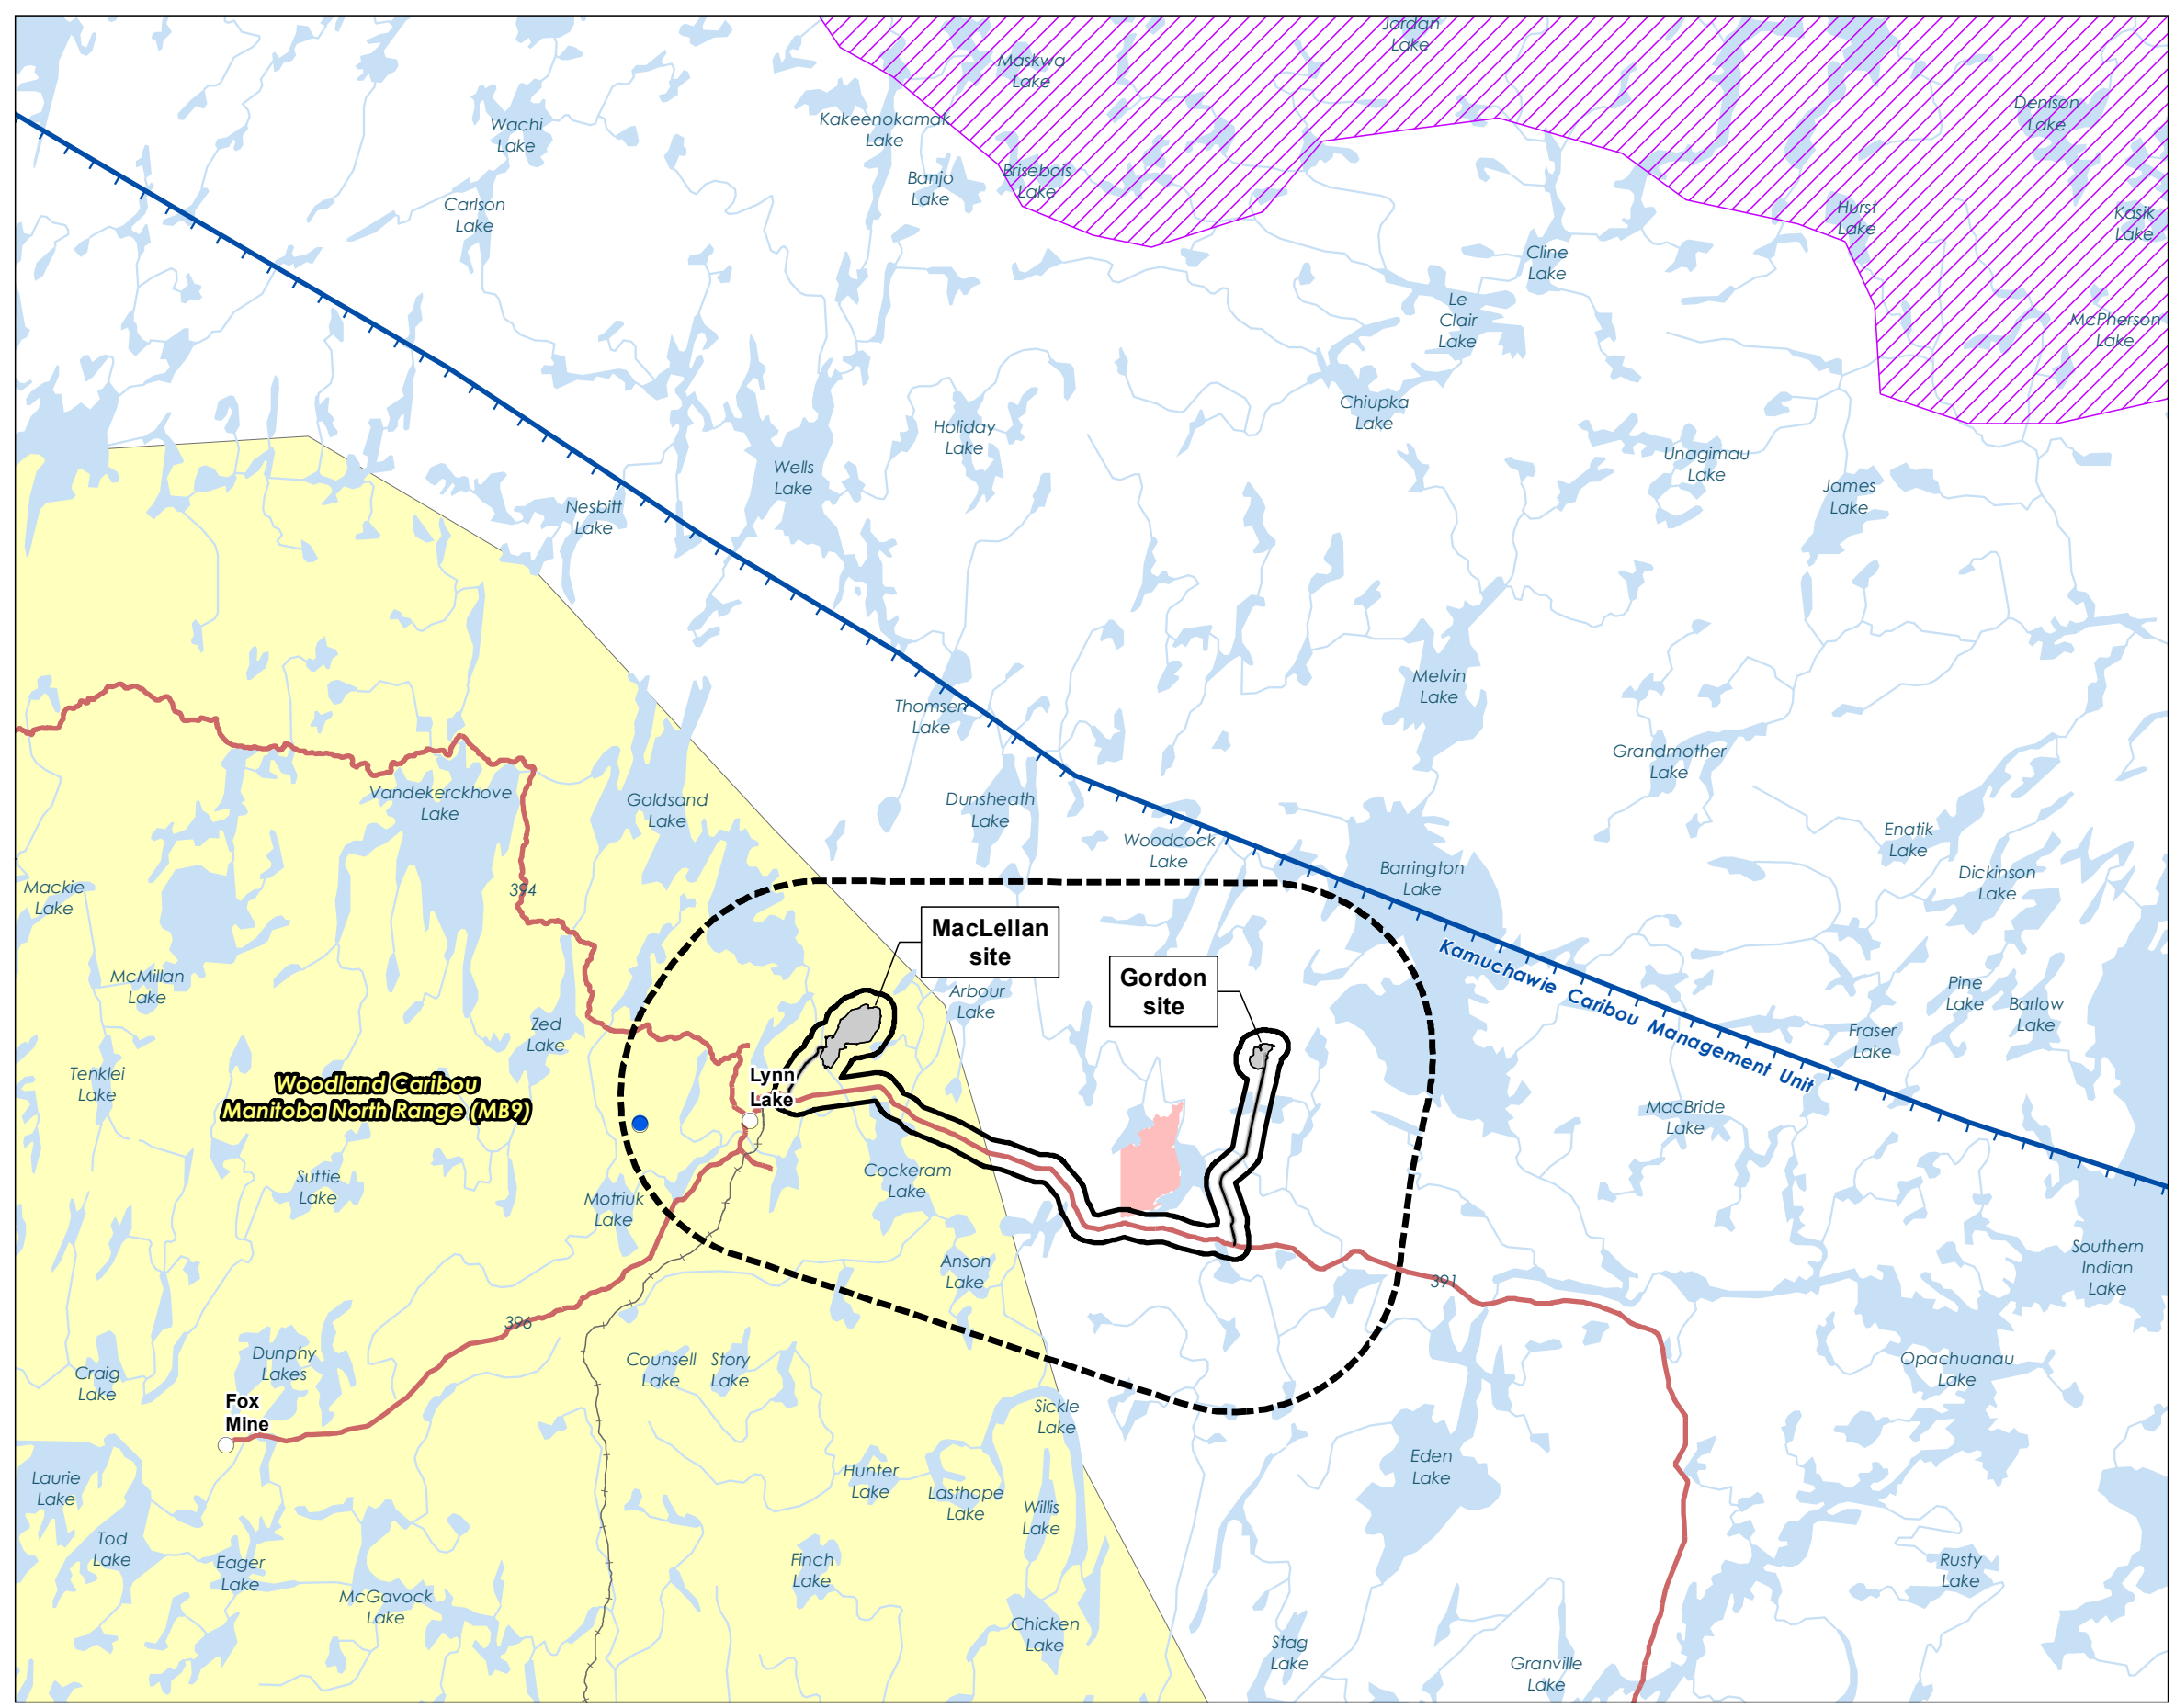 Jordan
Lake
Maskwa
Lake
Denison
Lake
Wachi
Lake
Kakeenokamak
Lake
Banjo
Lake
Brisebois
Lake
Carlson
Lake
Hurst
Lake
Kasik
Lake
Cline
Lake
Le
Clair
Lake
McPherson
Lake
Chiupka
Lake
Holiday
Lake
Unagimau
Lake
Wells
Lake
James
Lake
Nesbitt
Lake
Melvin
Lake
Thomsen
Lake
Grandmother
Lake
Vandekerckhove
Lake
Goldsand
Lake
Dunsheath
Lake
Woodcock
Lake
Enatik
Lake
Barrington
Lake
Dickinson
Lake
Mackie
Lake
394
MacLellan
site
Kamuchawie Caribou Management Unit
Gordon
site
McMillan
Lake
Arbour
Lake
Pine
Lake
Barlow
Lake
Zed
Lake
Fraser
Lake
Tenklei
Lake
Lynn
Lake
Woodland Caribou
Manitoba North Range (MB9)
MacBride
Lake
Suttie
Lake
Cockeram
Lake
Motriuk
Lake
Anson
Lake
Southern
Indian
Lake
391
396
Dunphy
Lakes
Craig
Lake
Counsell
Lake
Story
Lake
Opachuanau
Lake
Fox
Mine
Sickle
Lake
Laurie
Lake
Hunter
Lake
Lasthope
Lake
Eden
Lake
Willis
Lake
Tod
Lake
Eager
Lake
Finch
Lake
Rusty
Lake
McGavock
Lake
Chicken
Lake
Stag
Lake
Granville
Lake